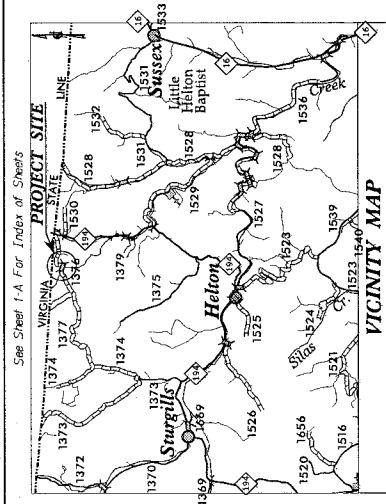 See Sheet 1-A For Index of Sheets
PROJECT SITE
VIRGINIA
STATE
LINE
16
1533
Sussex
1531
Little
Helton
Baptist
16
16
1532
1528
1531
1528
1529
1536
Creek
1528
1530
194
1376
1377
1379
1374
1374
1375
1373
1373
1372
1370
194
1527
1523
1539
1540
1523
Helton
1525
194
Sturgills
1669
1369
194
1526
1524
Silas
Cr.
1521
1656
1520
1516
VICINITY MAP